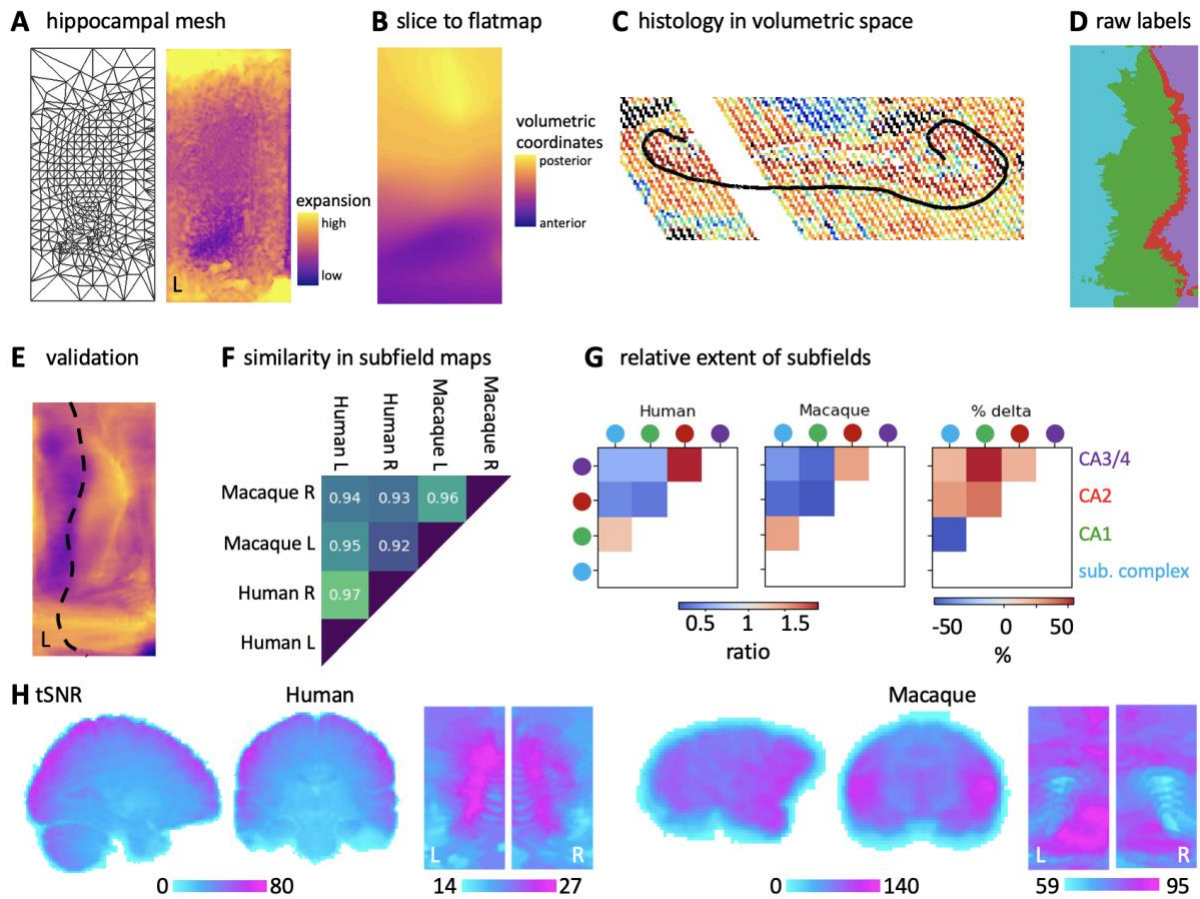 A hippocampal mesh
B slice to flatmap
C histology in volumetric space
D raw labels
expansion
high
low
L
volumetric
coordinates
posterior
anterior
E validation
L
F similarity in subfield maps
Human L
Human R
Macaque L
Macaque R
Macaque R 0.94 0.93 0.96
Macaque L 0.95 0.92
Human R 0.97
Human L
G relative extent of subfields
Human
Macaque
% delta
CA3/4
CA2
CA1
sub. complex
0.5 1 1.5
ratio
-50 0 50
%
H tSNR
Human
Macaque
L R
L R
0 80
14 27
0 140
59 95